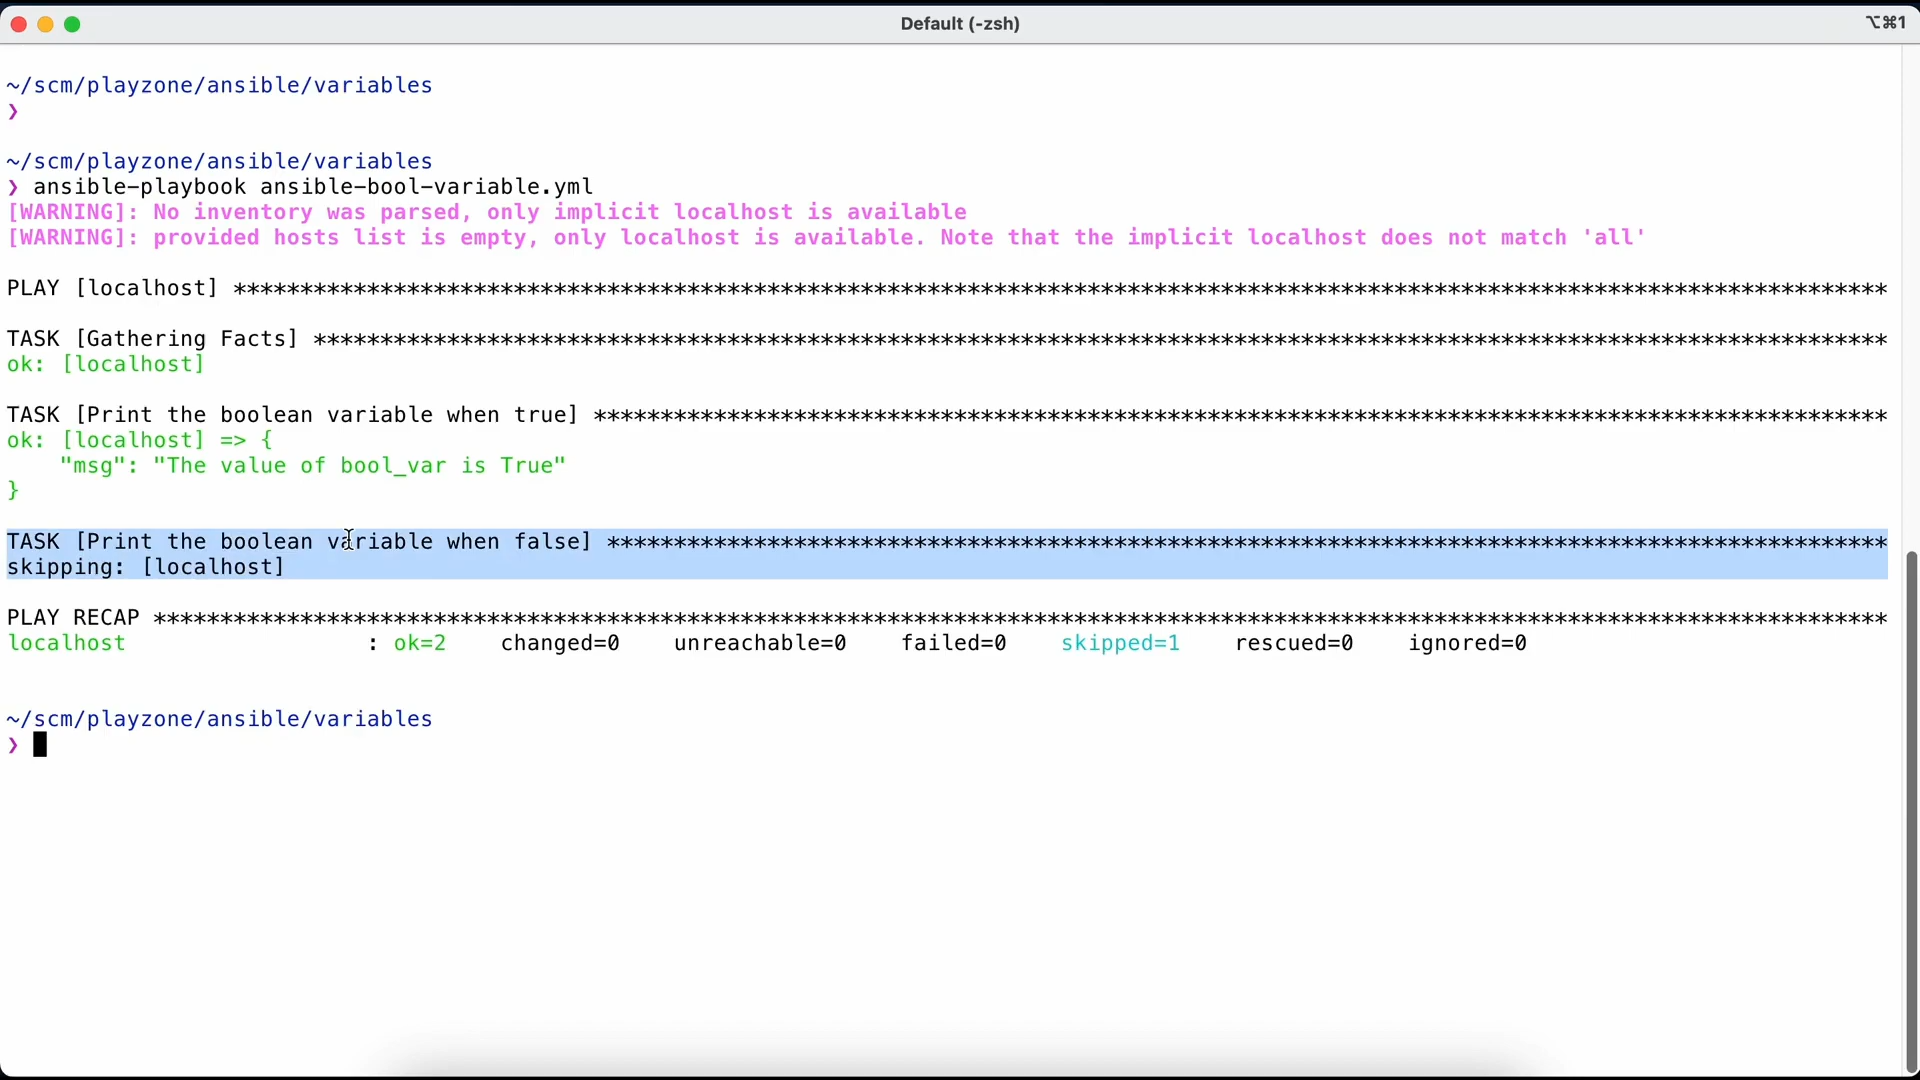 Default (-zsh)
⌥⌘1
~/scm/playzone/ansible/variables
❯
~/scm/playzone/ansible/variables
❯ ansible-playbook ansible-bool-variable.yml
[WARNING]: No inventory was parsed, only implicit localhost is available
[WARNING]: provided hosts list is empty, only localhost is available. Note that the implicit localhost does not match 'all'
PLAY [localhost] ****************************************************************************************************************************
TASK [Gathering Facts] **********************************************************************************************************************
ok: [localhost]
TASK [Print the boolean variable when true] *************************************************************************************************
ok: [localhost] => {
    "msg": "The value of bool_var is True"
}
TASK [Print the boolean variable when false] ************************************************************************************************
skipping: [localhost]
PLAY RECAP **********************************************************************************************************************************
localhost                  : ok=2    changed=0    unreachable=0    failed=0    skipped=1    rescued=0    ignored=0
~/scm/playzone/ansible/variables
❯